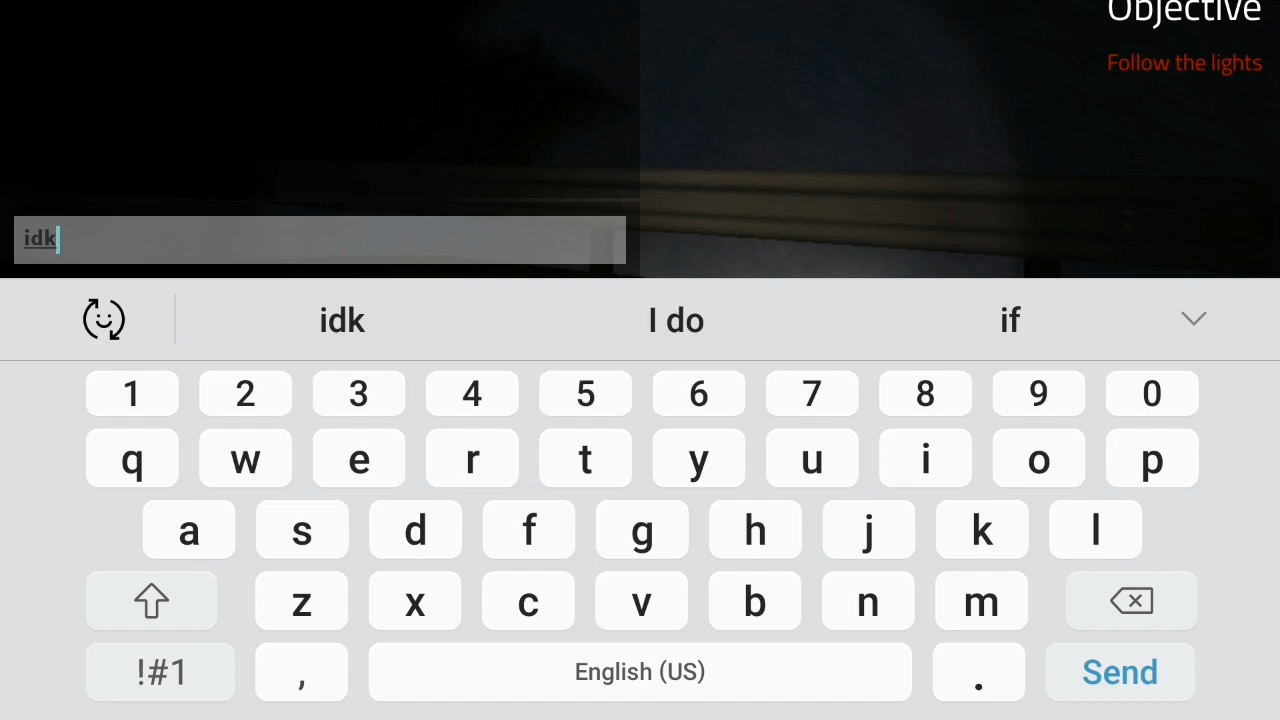 Objective
Follow the lights
idk
idk I do if
1 2 3 4 5 6 7 8 9 0
q w e r t y u i o p
a s d f g h j k l
z x c v b n m
!#1 , English (US) . Send